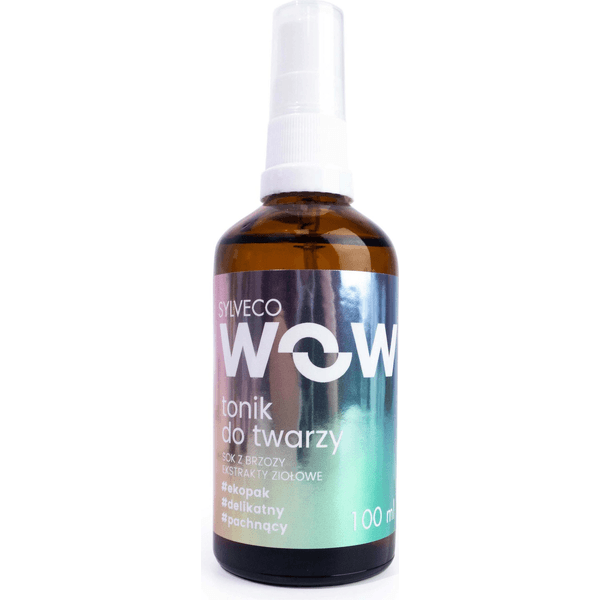 SYLVECO
WOW
tonik
do twarzy
SOK Z BRZOZY
EKSTRAKTY ZIOŁOWE
#ekopak
#delikatny
#pachnący
100 ml